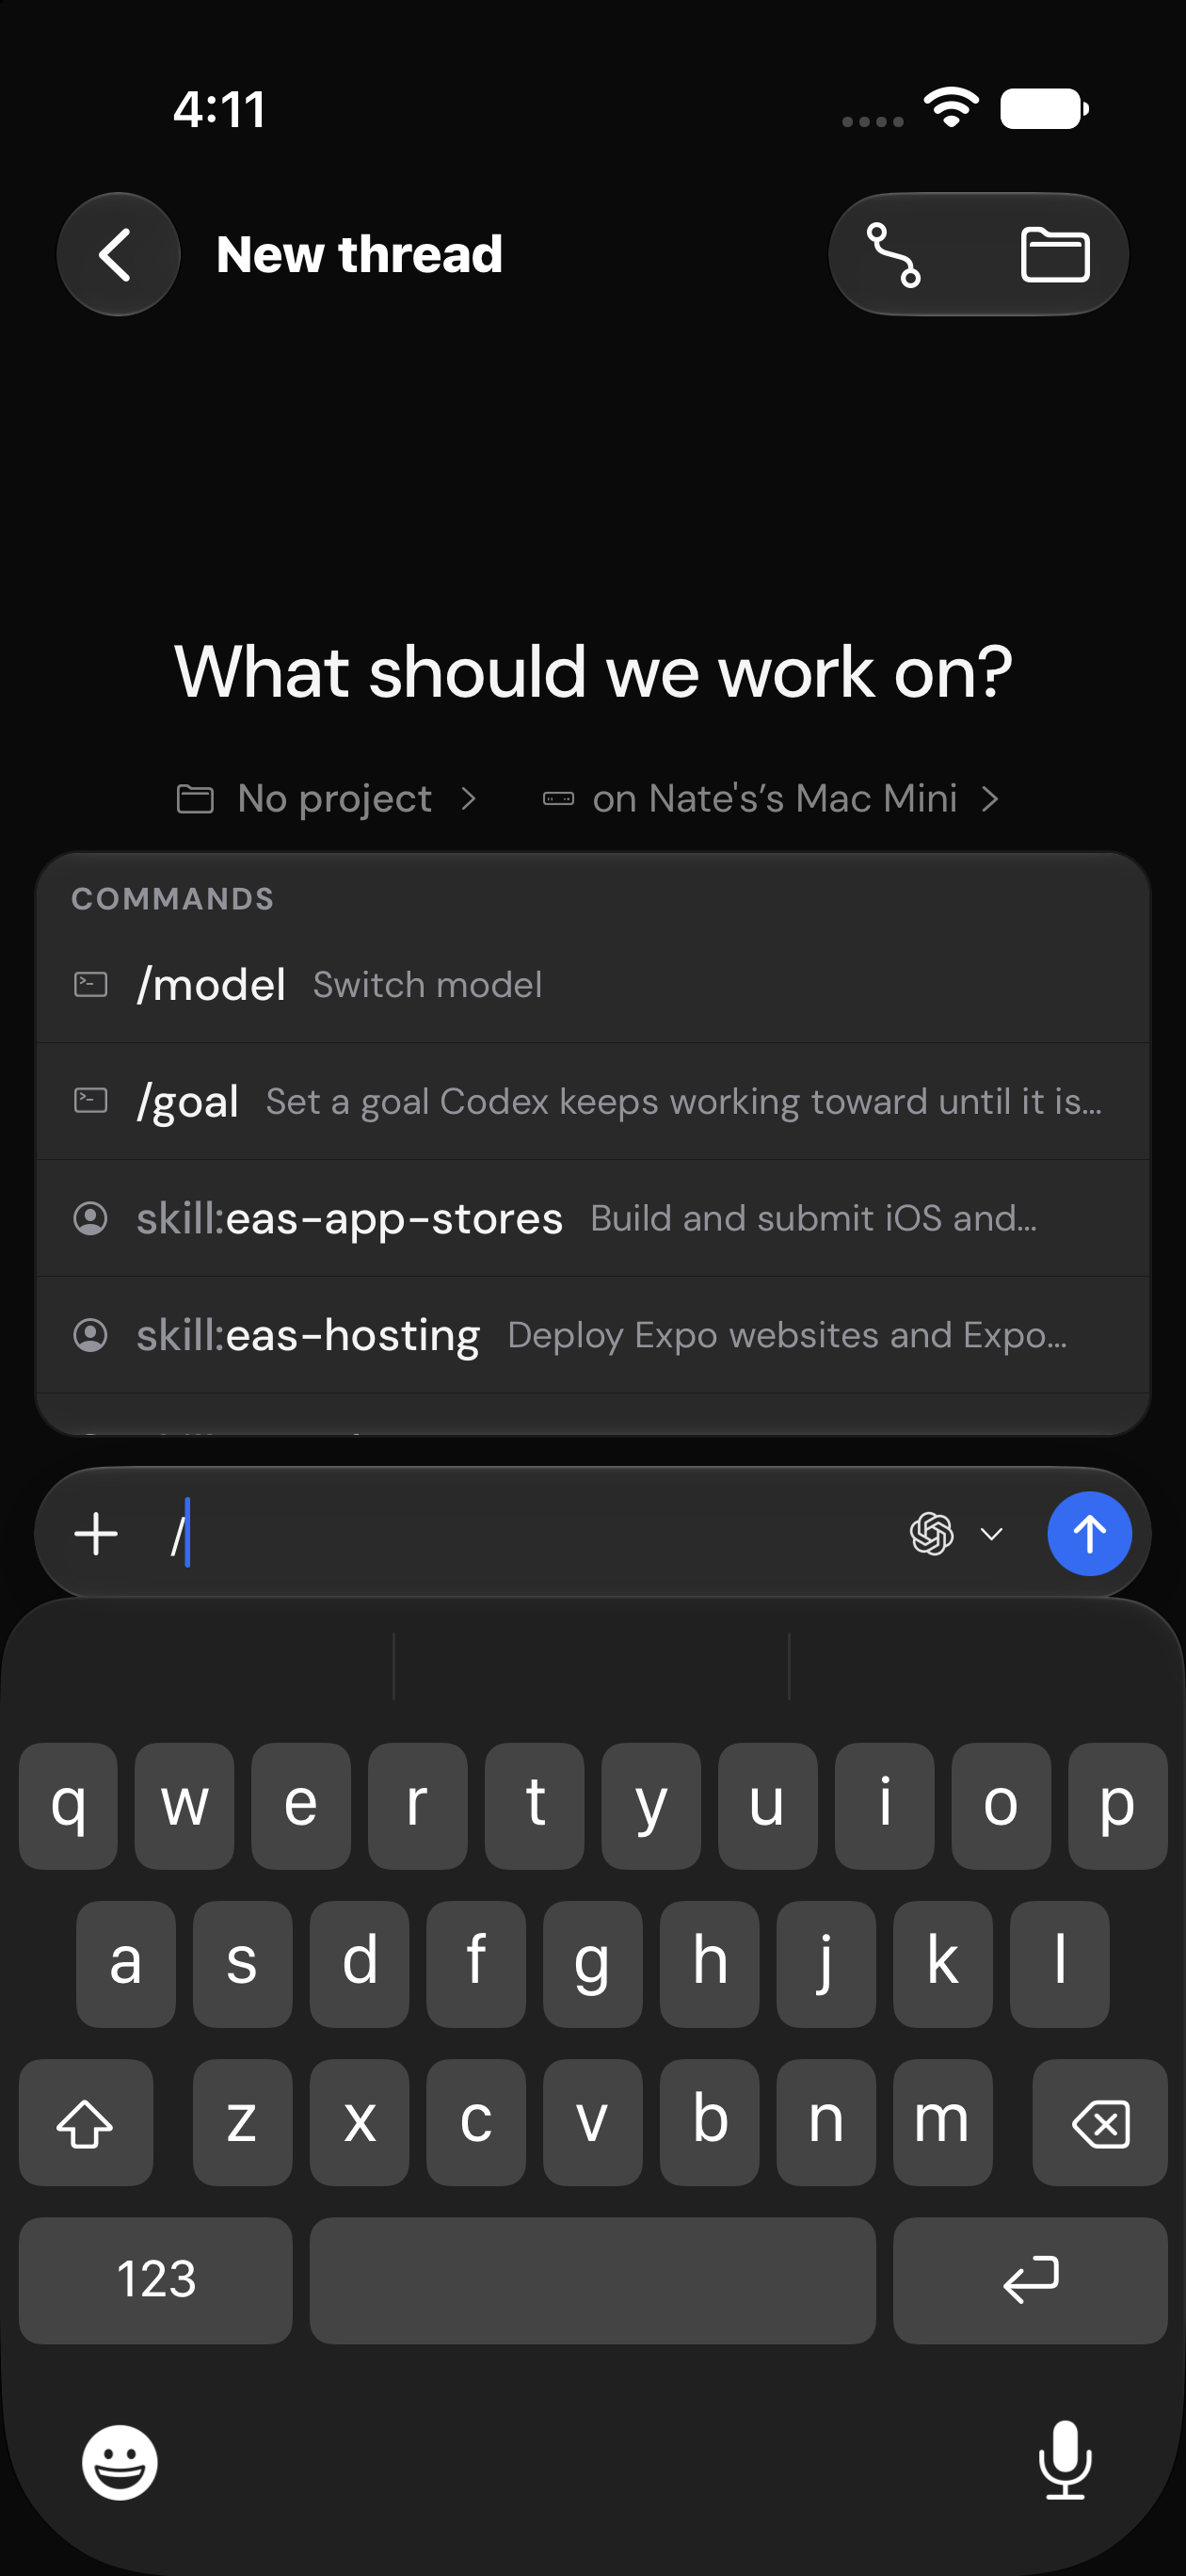 4:11
New thread
What should we work on?
No project on Nate's’s Mac Mini
COMMANDS
/model Switch model
/goal Set a goal Codex keeps working toward until it is...
skill:eas-app-stores Build and submit iOS and...
skill:eas-hosting Deploy Expo websites and Expo...
/
q w e r t y u i o p
a s d f g h j k l
z x c v b n m
123